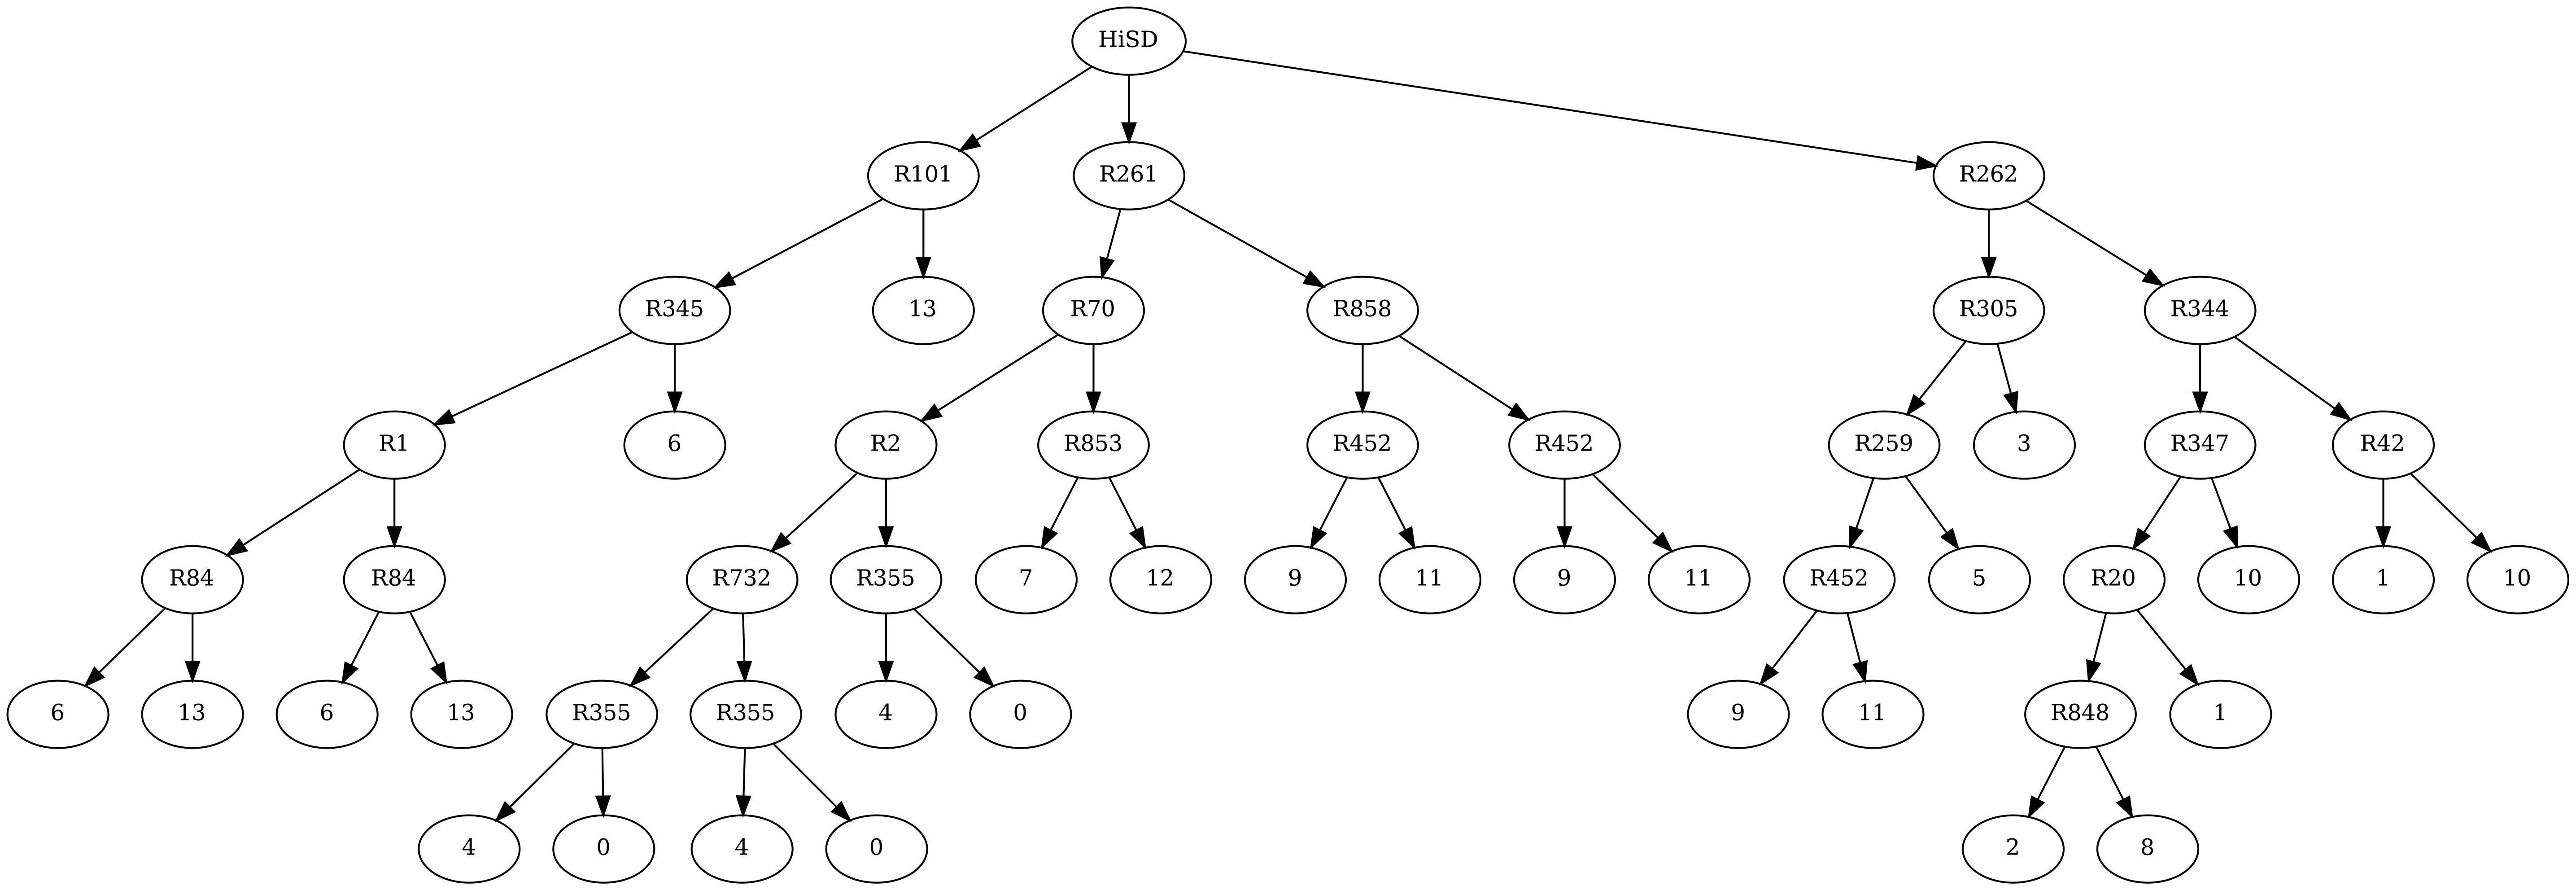 HiSD
R101 R261 R262
R345 13 R70 R858 R305 R344
R1 6 R2 R853 R452 R452 R259 3 R347 R42
R84 R84 R732 R355 7 12 9 11 9 11 R452 5 R20 10 1 10
6 13 6 13 R355 R355 4 0 9 11 R848 1
4 0 4 0 2 8